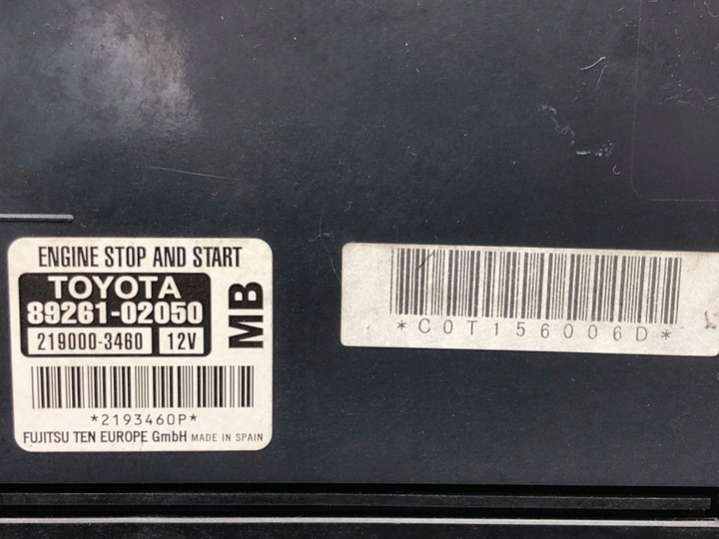 ENGINE STOP AND START
TOYOTA
89261-02050
219000-3460 12V
MB
*2193460P*
FUJITSU TEN EUROPE GmbH MADE IN SPAIN
*C0T156006D*